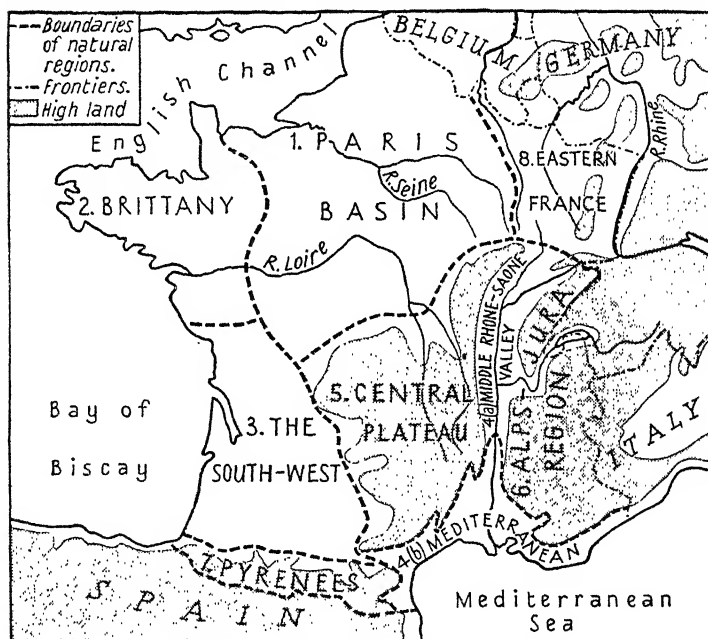 Boundaries
of natural
regions.
Frontiers.
High land
English Channel
BELGIUM
GERMANY
1. PARIS
BASIN
R. Seine
8. EASTERN
FRANCE
R. Rhine
2. BRITTANY
R. Loire
4(a) MIDDLE RHONE-SAONE
VALLEY
JURA
5. CENTRAL
PLATEAU
6 ALPS-
REGION
ITALY
Bay of
Biscay
3. THE
SOUTH-WEST
4(b) MEDITERRANEAN
7. PYRENEES
SPAIN
Mediterranean
Sea